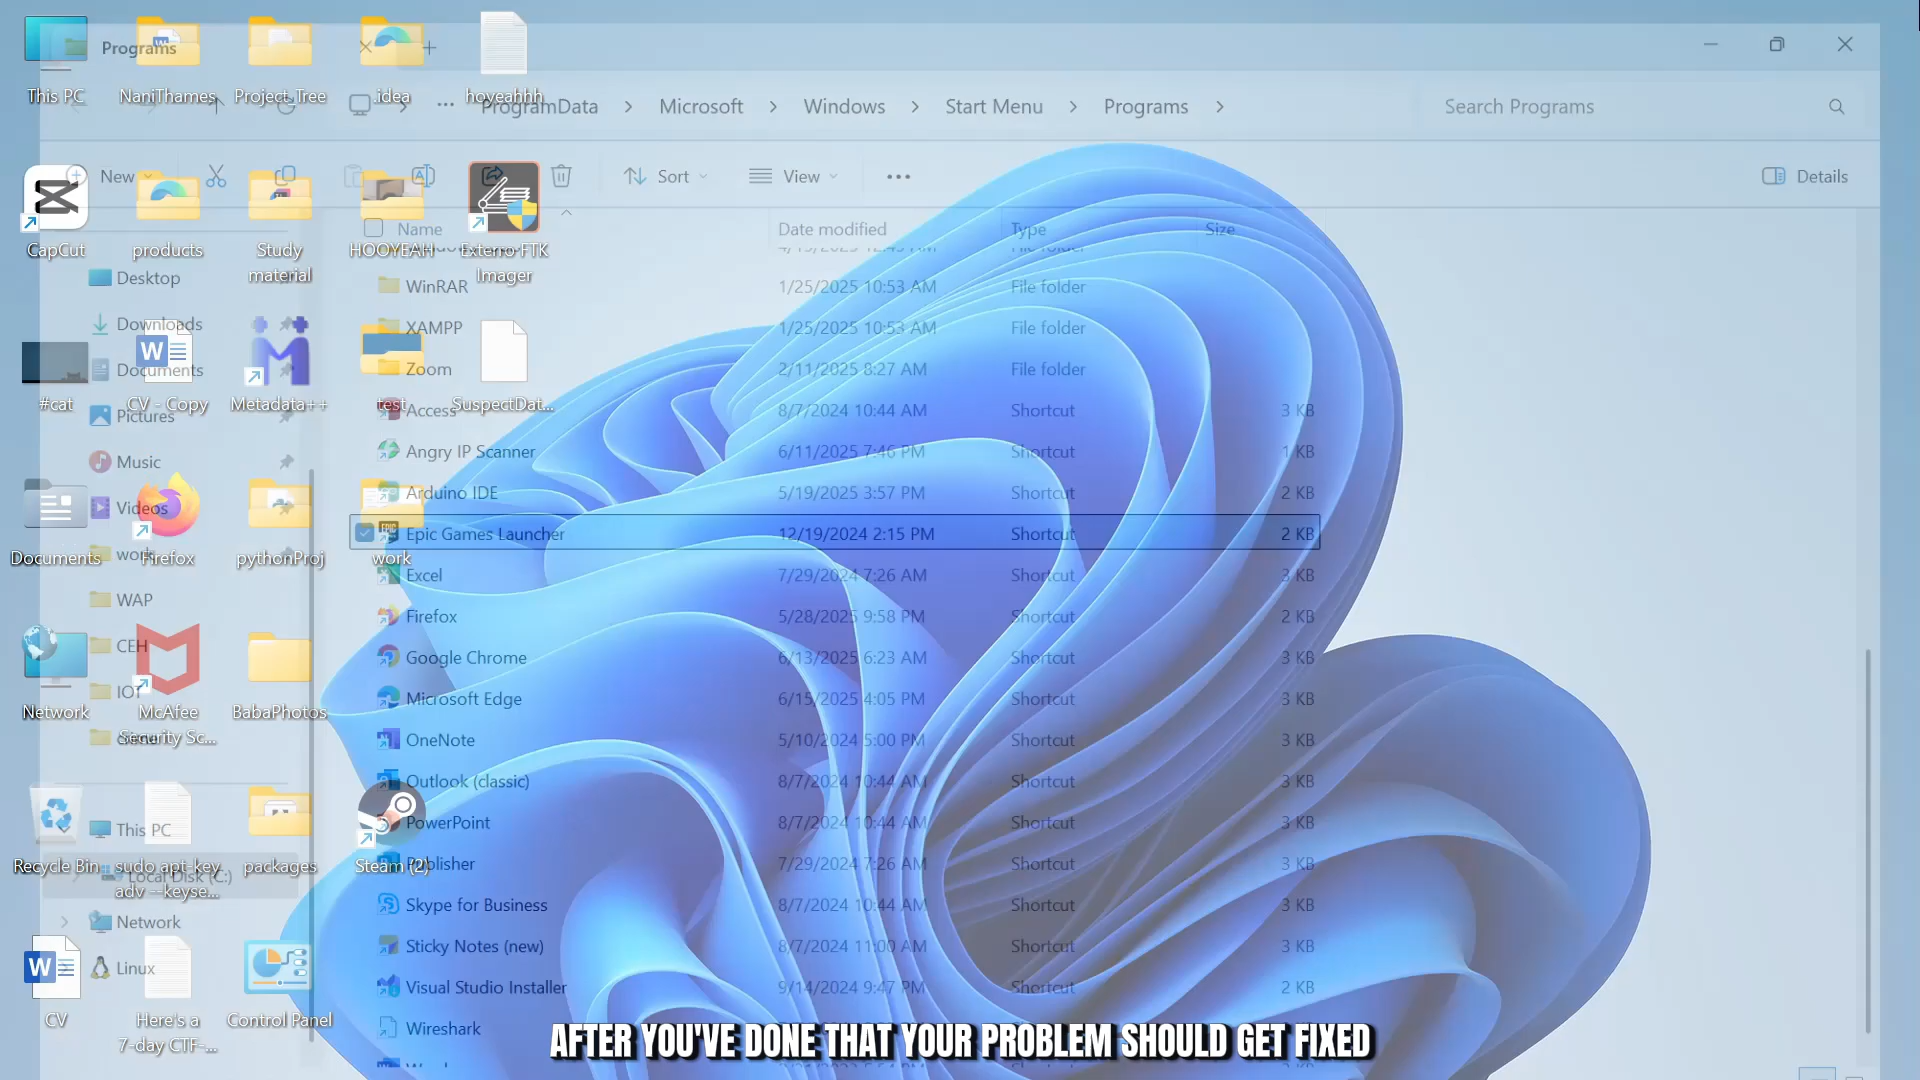 Programs
ProgramData > Microsoft > Windows > Start Menu > Programs >
Search Programs
New
Sort
View
Details
Name
Date modified
Type
Size
File folder
WinRAR
1/25/2025 10:53 AM
File folder
XAMPP
1/25/2025 10:53 AM
File folder
Zoom
2/11/2025 8:27 AM
File folder
Access
8/7/2024 10:44 AM
Shortcut
3 KB
Angry IP Scanner
6/11/2025 7:46 PM
Shortcut
1 KB
Arduino IDE
5/19/2025 3:57 PM
Shortcut
2 KB
Epic Games Launcher
12/19/2024 2:15 PM
Shortcut
2 KB
Excel
7/29/2024 7:26 AM
Shortcut
3 KB
Firefox
5/28/2025 9:58 PM
Shortcut
2 KB
Google Chrome
6/13/2025 6:23 AM
Shortcut
3 KB
Microsoft Edge
6/15/2025 4:05 PM
Shortcut
3 KB
OneNote
5/10/2024 5:00 PM
Shortcut
3 KB
Outlook (classic)
8/7/2024 10:44 AM
Shortcut
3 KB
PowerPoint
8/7/2024 10:44 AM
Shortcut
3 KB
Publisher
7/29/2024 7:26 AM
Shortcut
3 KB
Skype for Business
8/7/2024 10:44 AM
Shortcut
3 KB
Sticky Notes (new)
8/7/2024 11:00 AM
Shortcut
3 KB
Visual Studio Installer
9/14/2024 9:47 PM
Shortcut
2 KB
Wireshark
Desktop
Downloads
Documents
Pictures
Music
Videos
work
WAP
CEH
IOT
This PC
Local Disk (C:)
Network
Linux
This PC
NaniThames
Project_Tree
.idea
hoyeahhh
CapCut
products
Study
material
HOOYEAH
Exterro FTK
Imager
#cat
CV - Copy
Metadata++
test
SuspectDat...
Documents
Firefox
pythonProj
work
Network
McAfee
Security Sc...
BabaPhotos
Recycle Bin
sudo apt-key
adv --keyse...
packages
Steam (2)
CV
Here's a
7-day CTF-...
Control Panel
AFTER YOU'VE DONE THAT YOUR PROBLEM SHOULD GET FIXED